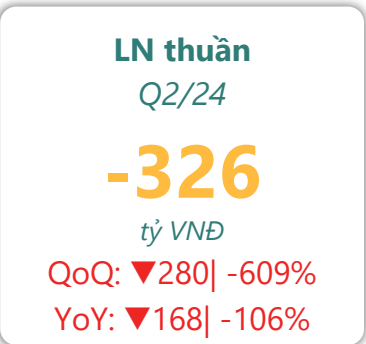 LN thuần
Q2/24
-326
tỷ VNĐ
QoQ: ▼280| -609%
YoY: ▼168| -106%